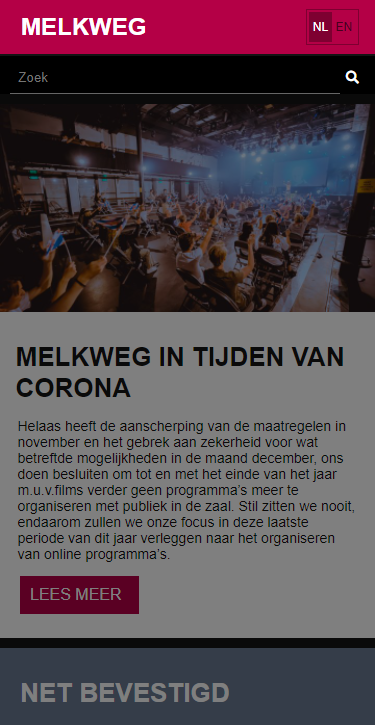 MELKWEG
NL EN
Zoek
MELKWEG IN TIJDEN VAN
CORONA
Helaas heeft de aanscherping van de maatregelen in
november en het gebrek aan zekerheid voor wat
betreftde mogelijkheden in de maand december, ons
doen besluiten om tot en met het einde van het jaar
m.u.v.films verder geen programma's meer te
organiseren met publiek in de zaal. Stil zitten we nooit,
endaarom zullen we onze focus in deze laatste
periode van dit jaar verleggen naar het organiseren
van online programma's.
LEES MEER
NET BEVESTIGD